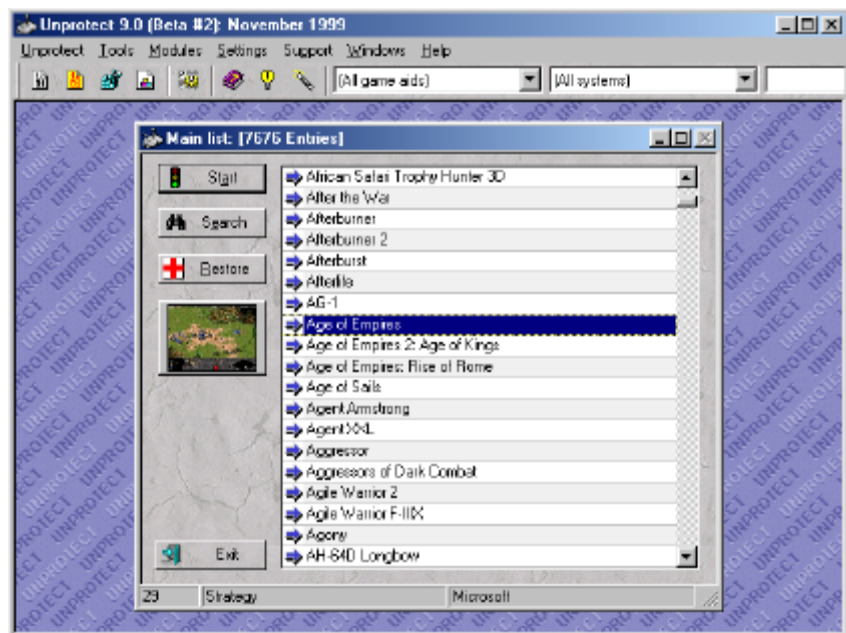 Unprotect 9.0 (Beta #2): November 1999
Unprotect Tools Modules Settings Support Windows Help
(All game aids) (All systems)
Main list: [7676 Entries]
Start
Search
Restore
African Safari Trophy Hunter 3D
After the War
Afterburner
Afterburner 2
Afterburst
Afterlife
AG-1
Age of Empires
Age of Empires 2: Age of Kings
Age of Empires: Rise of Rome
Age of Sails
Agent Armstrong
Agent XXL
Aggressor
Aggressors of Dark Combat
Agile Warrior 2
Agile Warrior F-IIIX
Agony
AH-64D Longbow
Exit
29 Strategy Microsoft
UNPROTECT